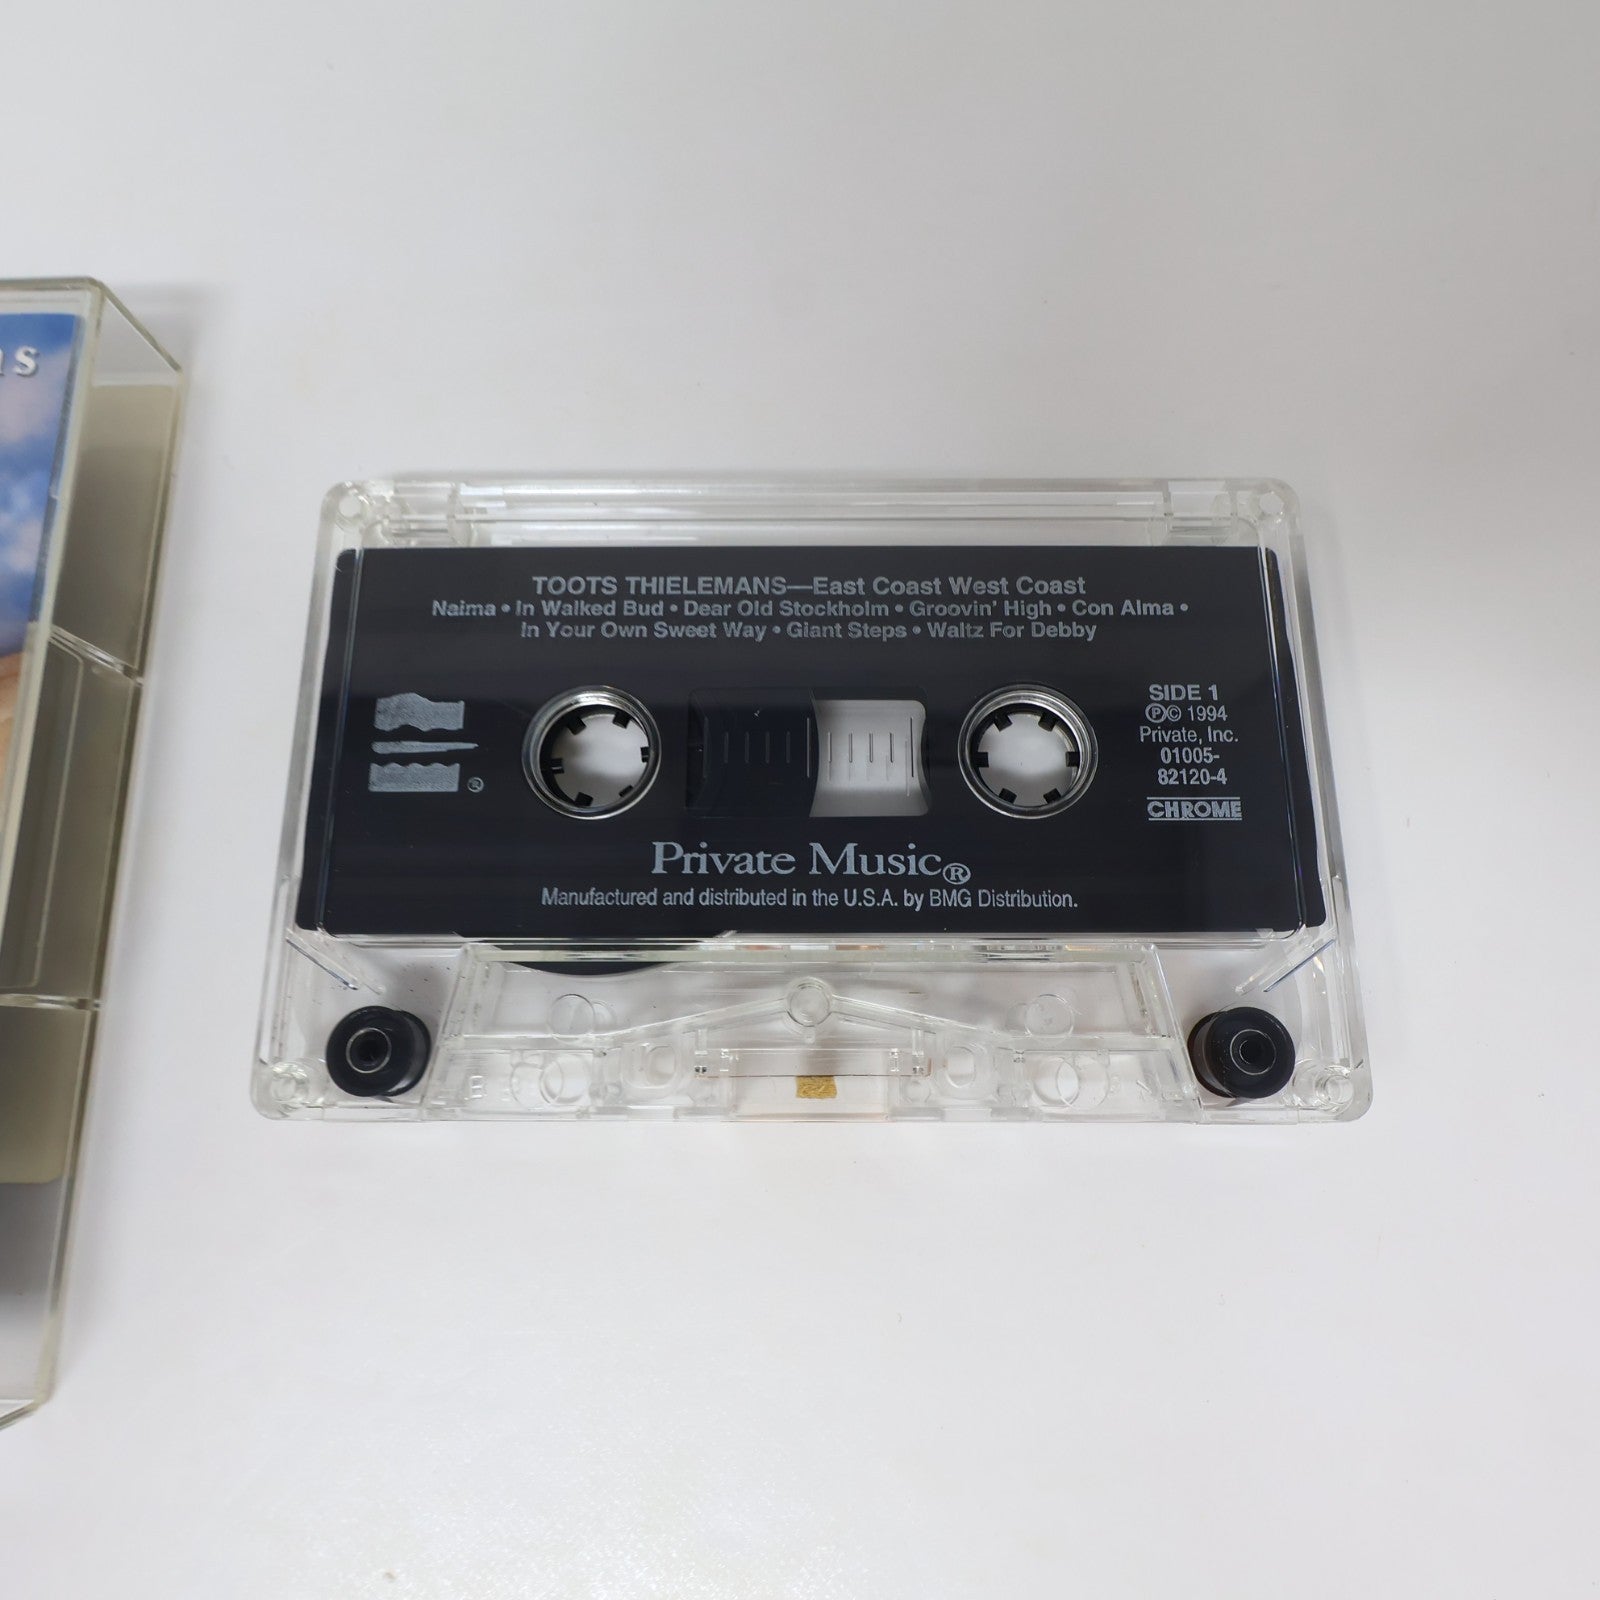 ns
TOOTS THIELEMANS—East Coast West Coast
Naima • In Walked Bud • Dear Old Stockholm • Groovin' High • Con Alma •
In Your Own Sweet Way • Giant Steps • Waltz For Debby
SIDE 1
℗© 1994
Private, Inc.
01005-
82120-4
CHROME
®
Private Music®
Manufactured and distributed in the U.S.A. by BMG Distribution.